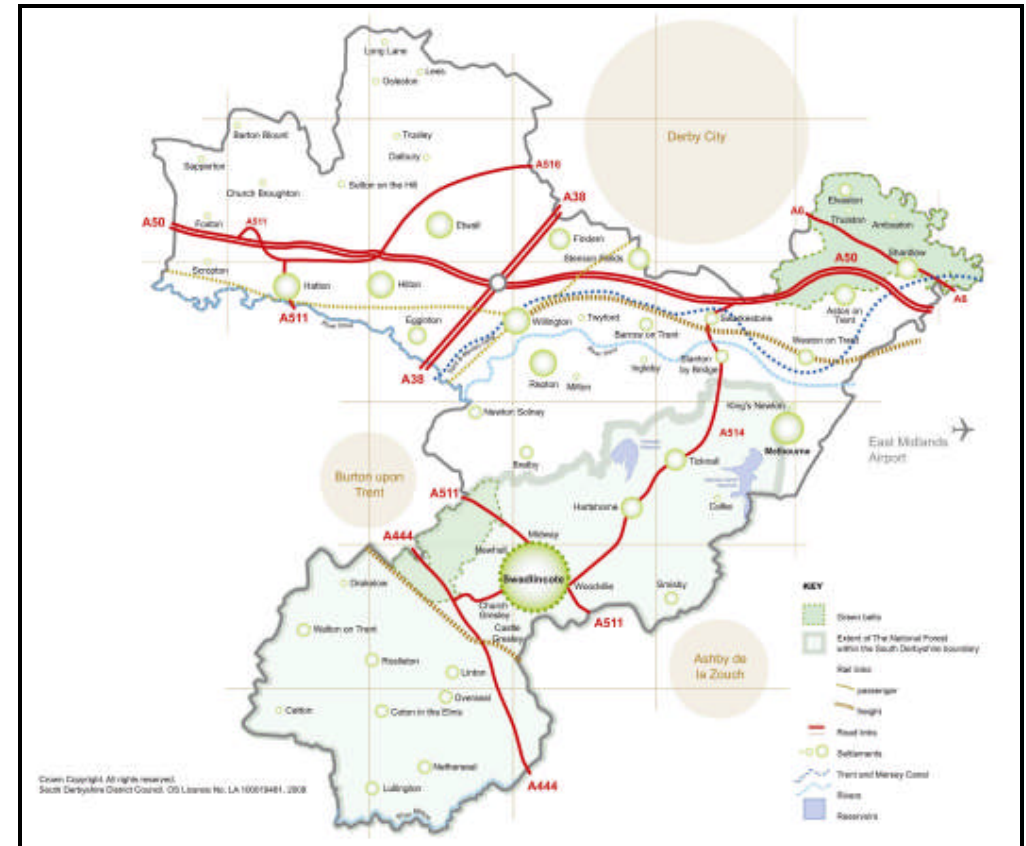 Long Lane
Lees
Dalbury
Derby City
Barton Blount
Trusley
Sapperton
Church Broughton
Sutton on the Hill
A516
A38
A6
Elvaston
Thulston
Ambaston
Shardlow
A50
Foston
A511
Etwall
Findern
Stenson Fields
A50
Scropton
Hatton
Hilton
A6
A511
Egginton
Willington
Twyford
Barrow on Trent
Swarkestone
Aston on
Trent
Weston on Trent
A38
Repton
Milton
Ingleby
Stanton
by Bridge
Newton Solney
King's Newton
Melbourne
A514
East Midlands
Airport
Bretby
Ticknall
Burton upon
Trent
A511
Hartshorne
Calke
A444
Midway
Newhall
Swadlincote
Woodville
Smisby
Drakelow
Church
Gresley
Castle
Gresley
A511
Walton on Trent
Rosliston
Linton
Ashby de
la Zouch
Overseal
Catton
Coton in the Elms
Netherseal
Lullington
A444
KEY
Green belts
Extent of The National Forest
within the South Derbyshire boundary
Rail links
passenger
freight
Road links
Settlements
Trent and Mersey Canal
Rivers
Reservoirs
Crown Copyright. All rights reserved.
South Derbyshire District Council. OS Licence No. LA 100019461. 2008